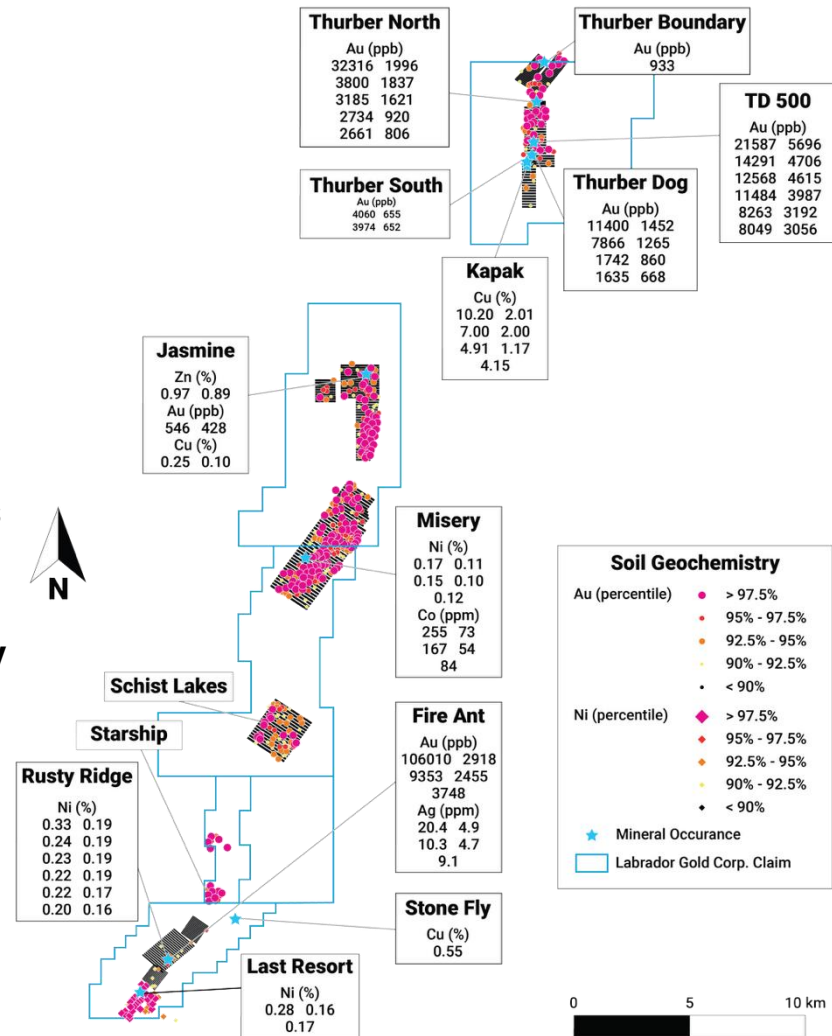 Thurber North
Au (ppb)
32316 1996
3800 1837
3185 1621
2734 920
2661 806
Thurber Boundary
Au (ppb)
933
TD 500
Au (ppb)
21587 5696
14291 4706
12568 4615
11484 3987
8263 3192
8049 3056
Thurber South
Au (ppb)
4060 655
3974 652
Thurber Dog
Au (ppb)
11400 1452
7866 1265
1742 860
1635 668
Kapak
Cu (%)
10.20 2.01
7.00 2.00
4.91 1.17
4.15
Jasmine
Zn (%)
0.97 0.89
Au (ppb)
546 428
Cu (%)
0.25 0.10
N
Misery
Ni (%)
0.17 0.11
0.15 0.10
0.12
Co (ppm)
255 73
167 54
84
Schist Lakes
Starship
Rusty Ridge
Ni (%)
0.33 0.19
0.24 0.19
0.23 0.19
0.22 0.19
0.22 0.17
0.20 0.16
Fire Ant
Au (ppb)
106010 2918
9353 2455
3748
Ag (ppm)
20.4 4.9
10.3 4.7
9.1
Stone Fly
Cu (%)
0.55
Last Resort
Ni (%)
0.28 0.16
0.17
Soil Geochemistry
Au (percentile) > 97.5%
95% - 97.5%
92.5% - 95%
90% - 92.5%
< 90%
Ni (percentile) > 97.5%
95% - 97.5%
92.5% - 95%
90% - 92.5%
< 90%
Mineral Occurance
Labrador Gold Corp. Claim
0 5 10 km